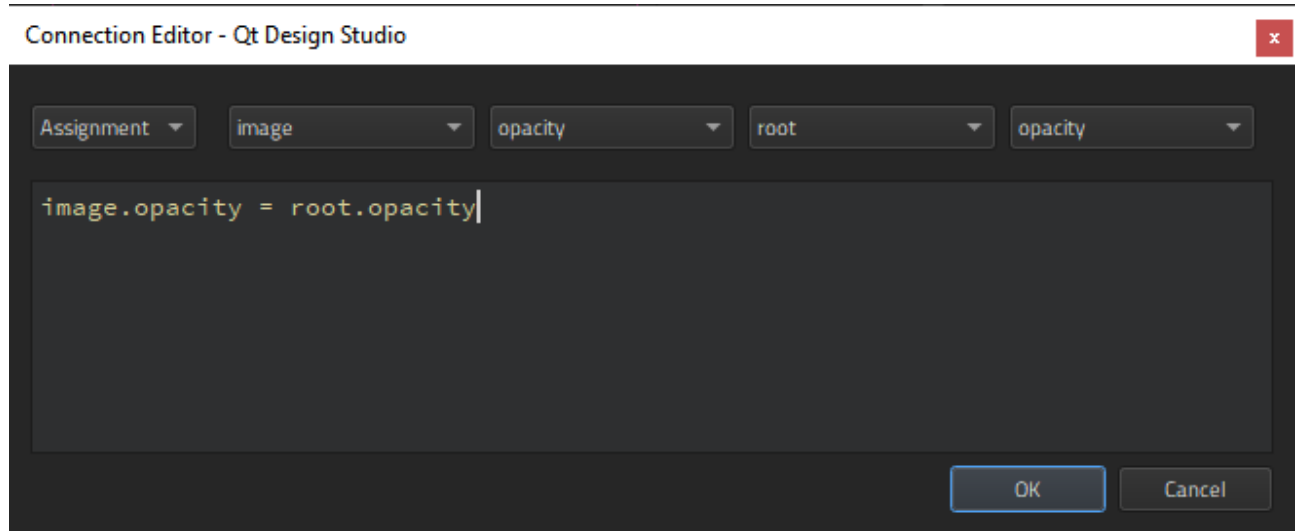 Connection Editor - Qt Design Studio
x
Assignment image opacity root opacity
image.opacity = root.opacity
OK Cancel